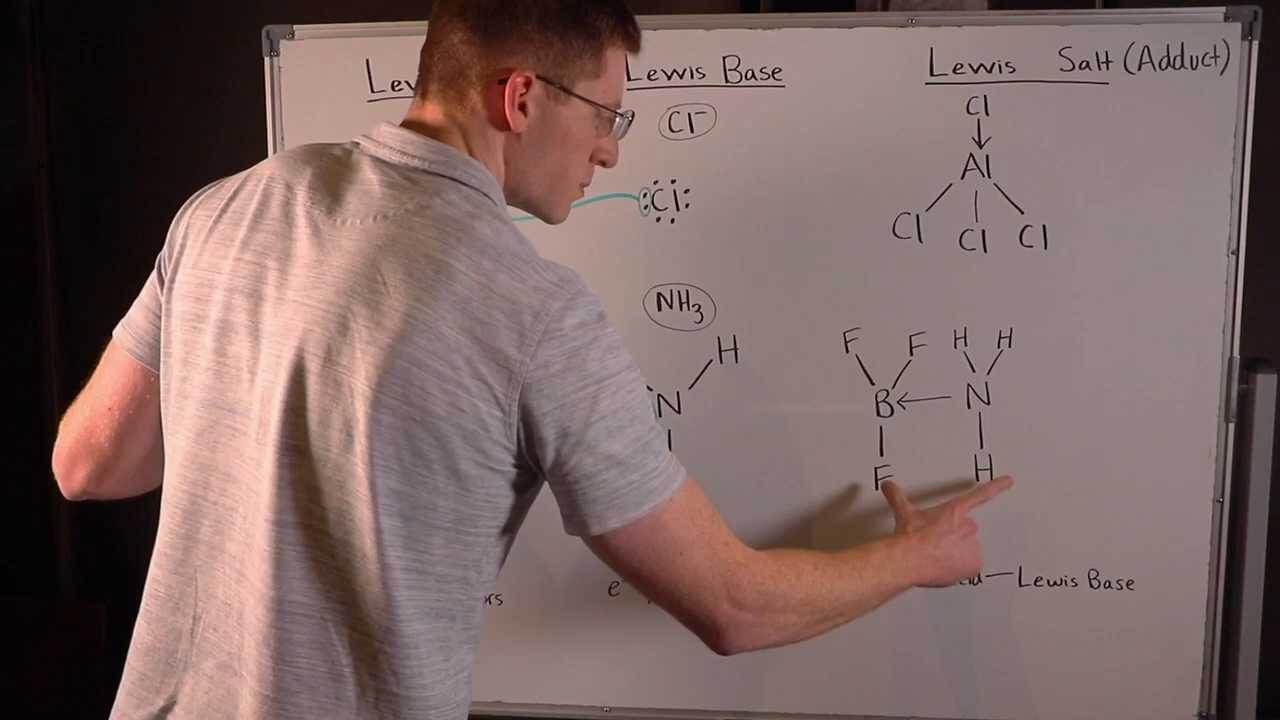 Lewis Base
Lewis Salt (Adduct)
Cl⁻
Cl
Cl
Al
Cl Cl Cl
NH₃
H
N
F F H H
B N
F H
Lewis Base